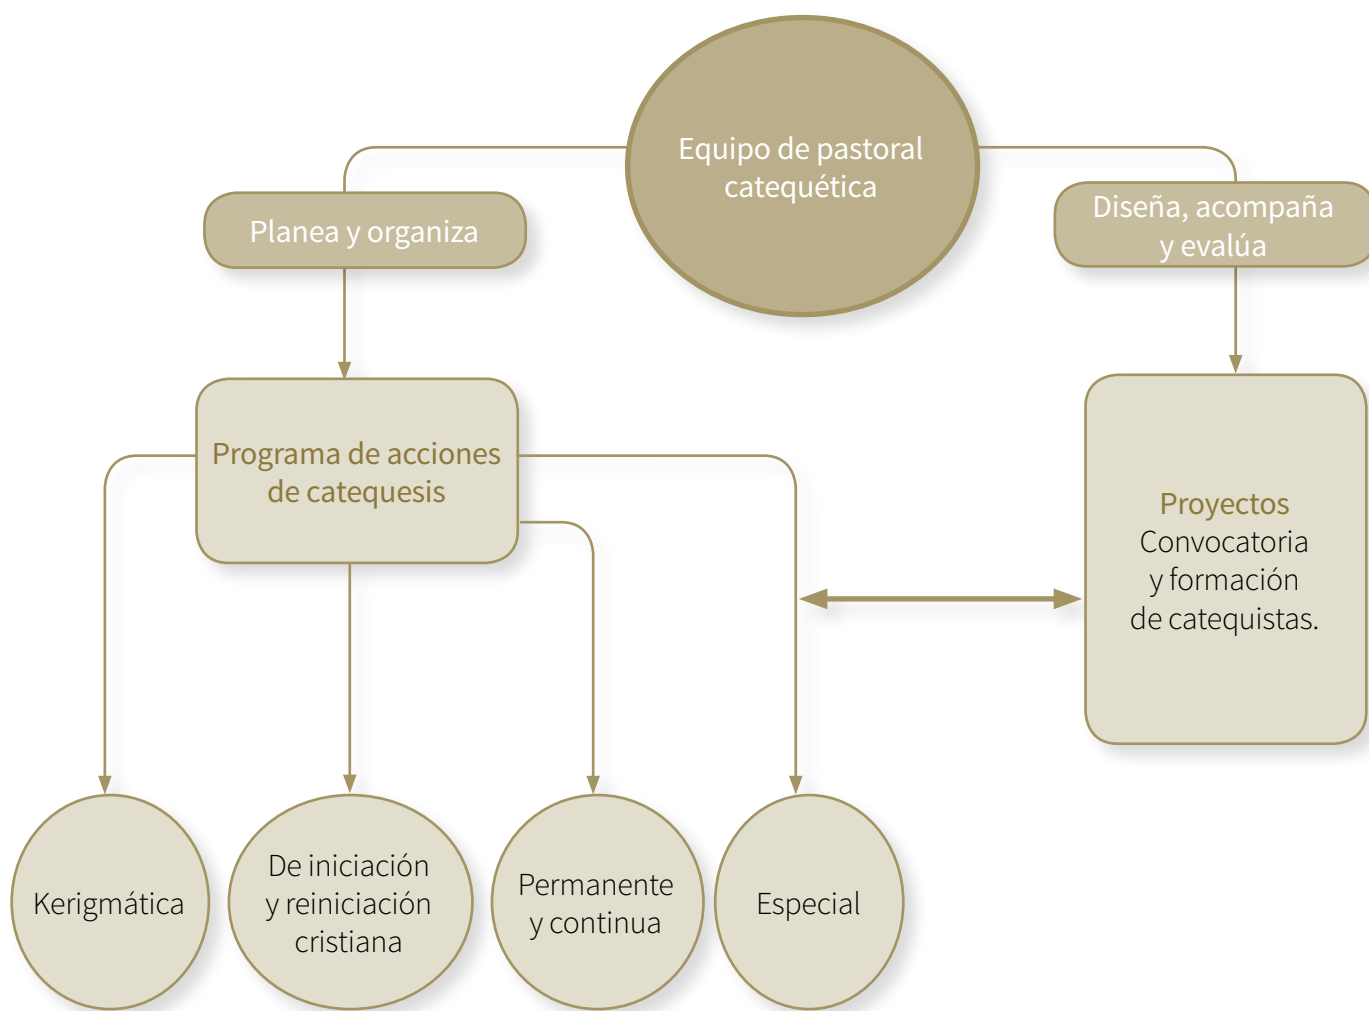 Equipo de pastoral
catequética
Planea y organiza
Diseña, acompaña
y evalúa
Programa de acciones
de catequesis
Proyectos
Convocatoria
y formación
de catequistas.
Kerigmática
De iniciación
y reiniciación
cristiana
Permanente
y continua
Especial